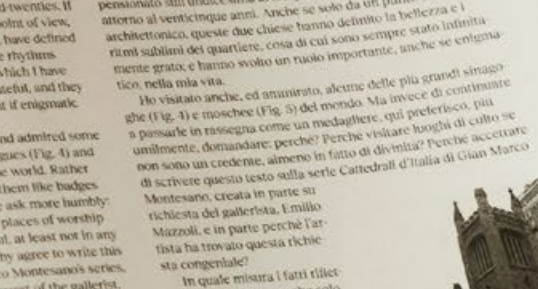 d-twenties. If
point of view,
have defined
e rhythms
which I have
teful, and they
t if enigmatic
nd admired some
gues (Fig. 4) and
e world. Rather
them like badges
ask more humbly:
places of worship
at least not in any
hy agree to write this
o Montesano's series,
of the gallerist,
pensionato sull'
attorno ai venticinque anni. Anche se solo da un
architettonico, queste due chiese hanno definito la bellezza e i
ritmi sublimi del quartiere, cosa di cui sono sempre stato infinita-
mente grato; e hanno svolto un ruolo importante, anche se enigma-
tico, nella mia vita.
Ho visitato anche, ed ammirato, alcune delle più grandi sinago-
ghe (Fig. 4) e moschee (Fig. 5) del mondo. Ma invece di continuare
a passarle in rassegna come un medagliere, qui preferisco, più
umilmente, domandare: perché? Perché visitare luoghi di culto se
non sono un credente, almeno in fatto di divinità? Perché accettare
di scrivere questo testo sulla serie Cattedrali d'Italia di Gian Marco
Montesano, creata in parte su
richiesta del gallerista, Emilio
Mazzoli, e in parte perché l'ar-
tista ha trovato questa richie-
sta congeniale?
In quale misura i fatti riflet-